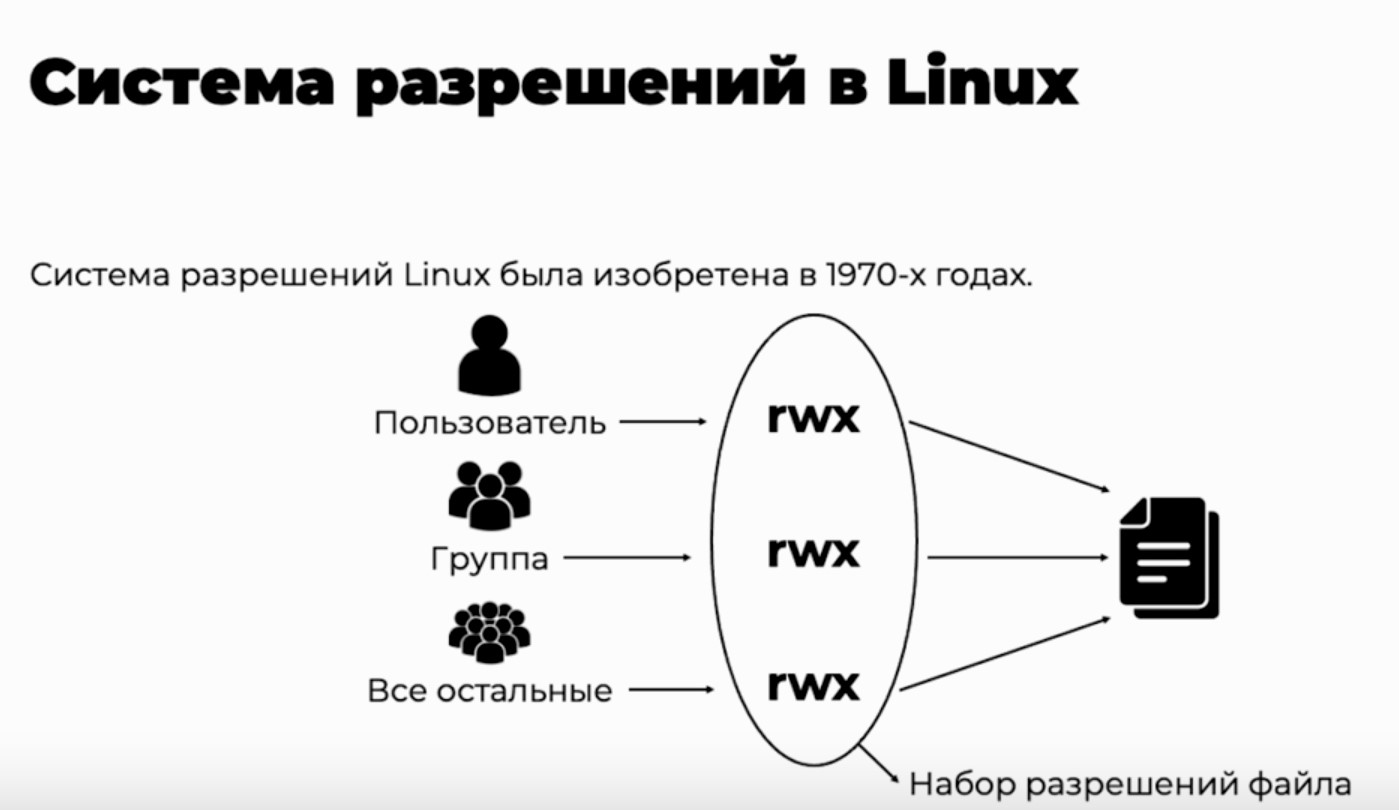 Система разрешений в Linux
Система разрешений Linux была изобретена в 1970-х годах.
Пользователь
rwx
Группа
rwx
Все остальные
rwx
Набор разрешений файла